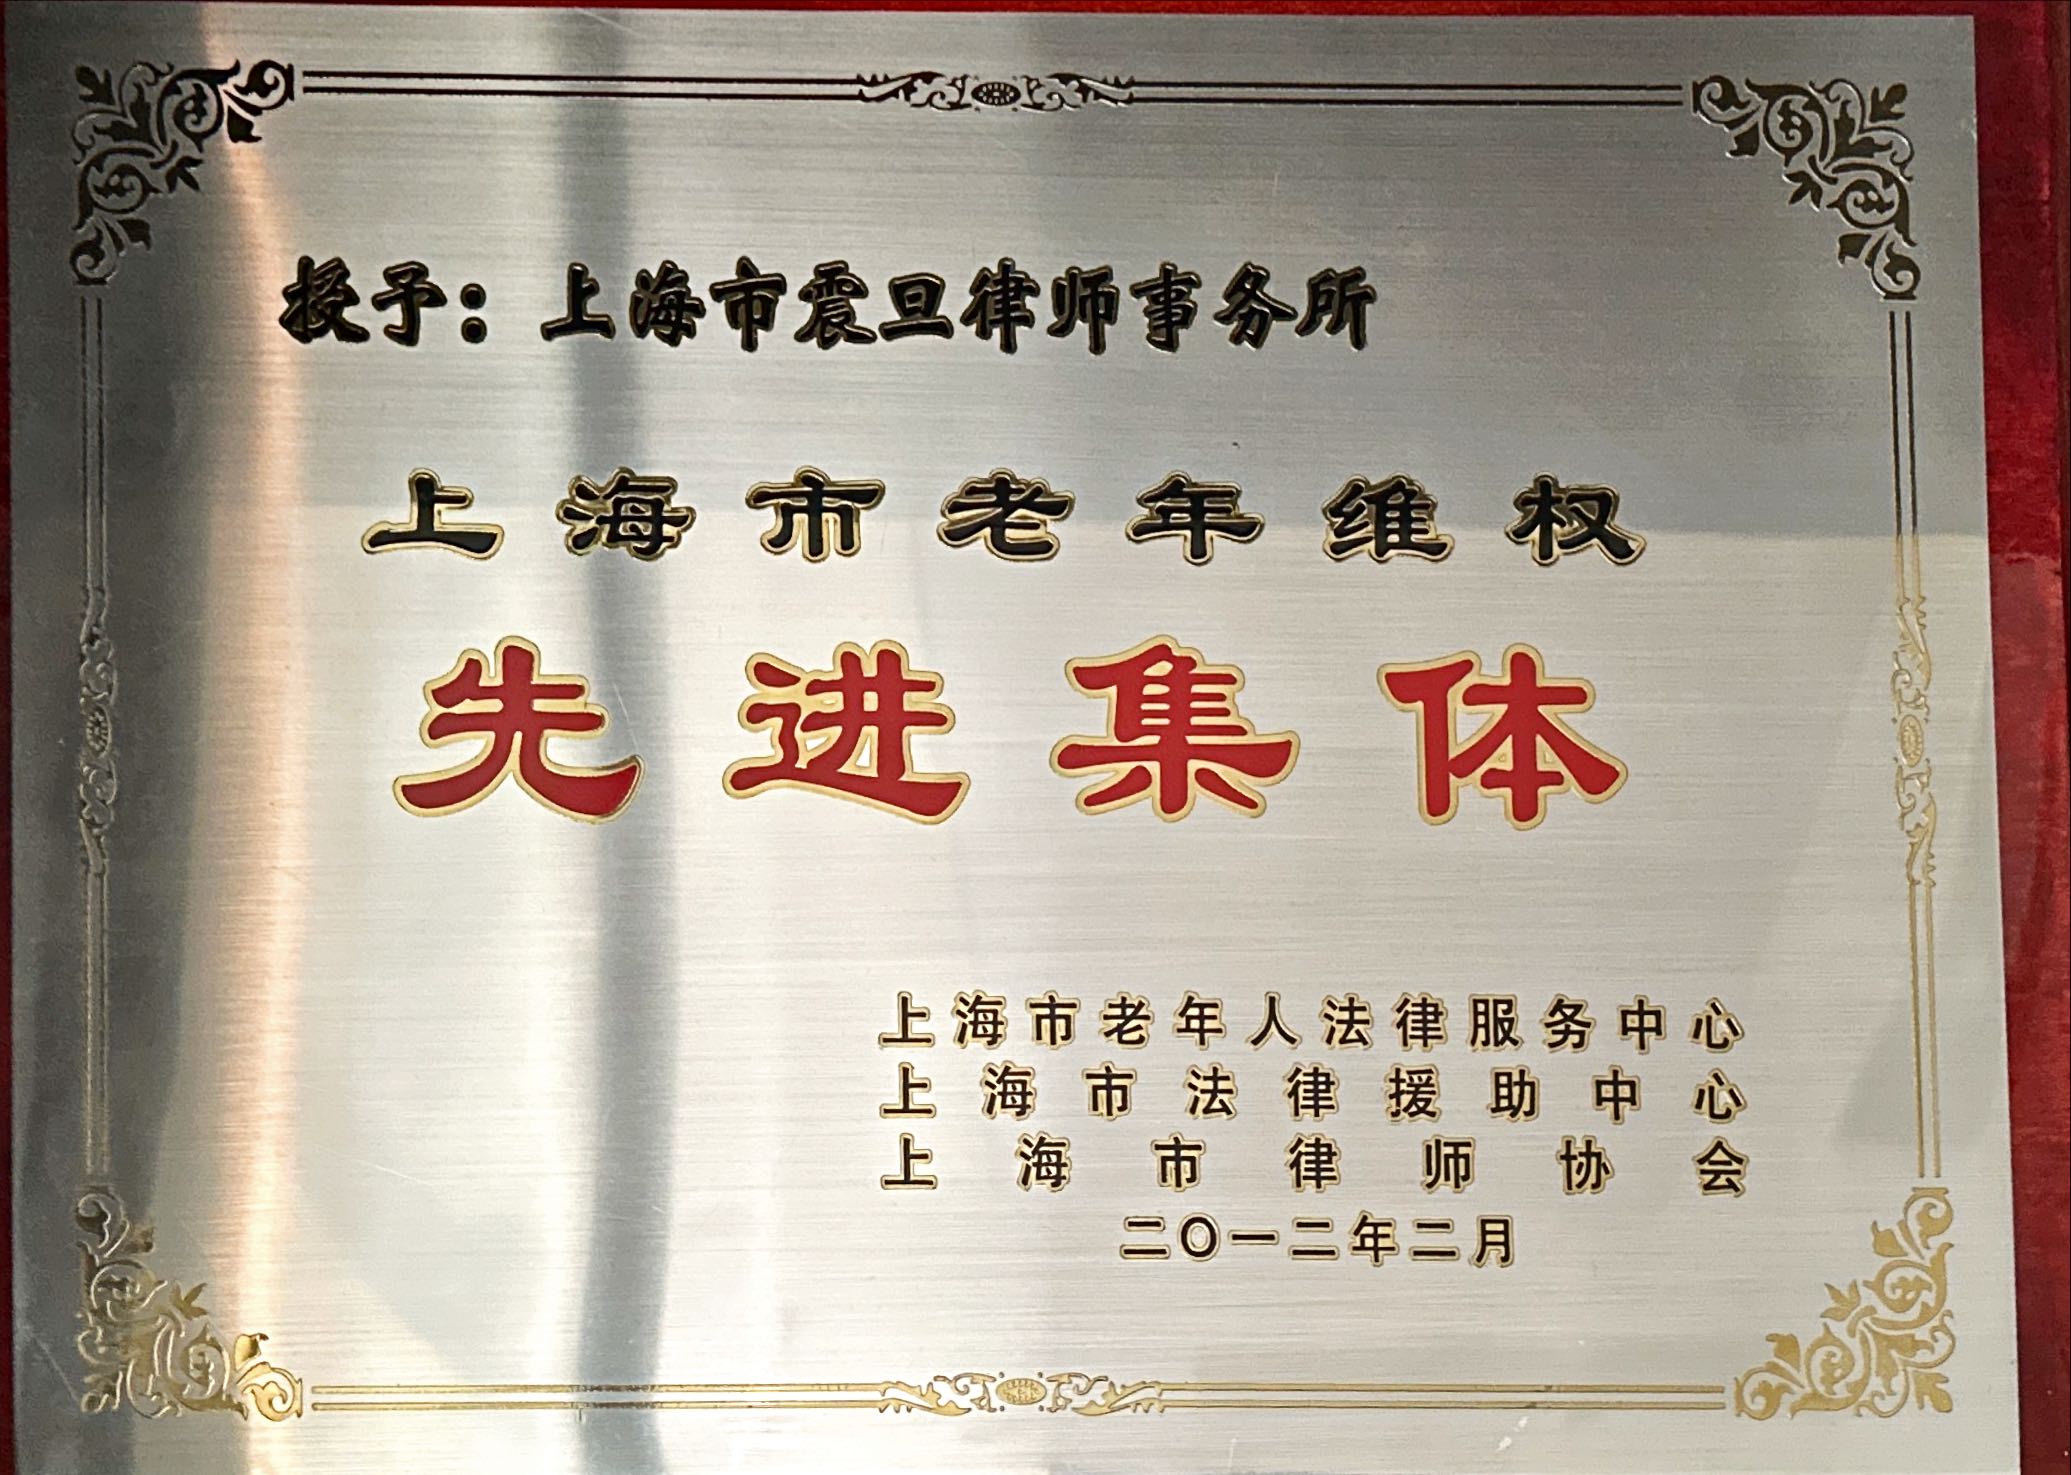 授予：上海市震旦律师事务所
上海市老年维权
先进集体
上海市老年人法律服务中心
上海市法律援助中心
上海市律师协会
二〇一二年二月